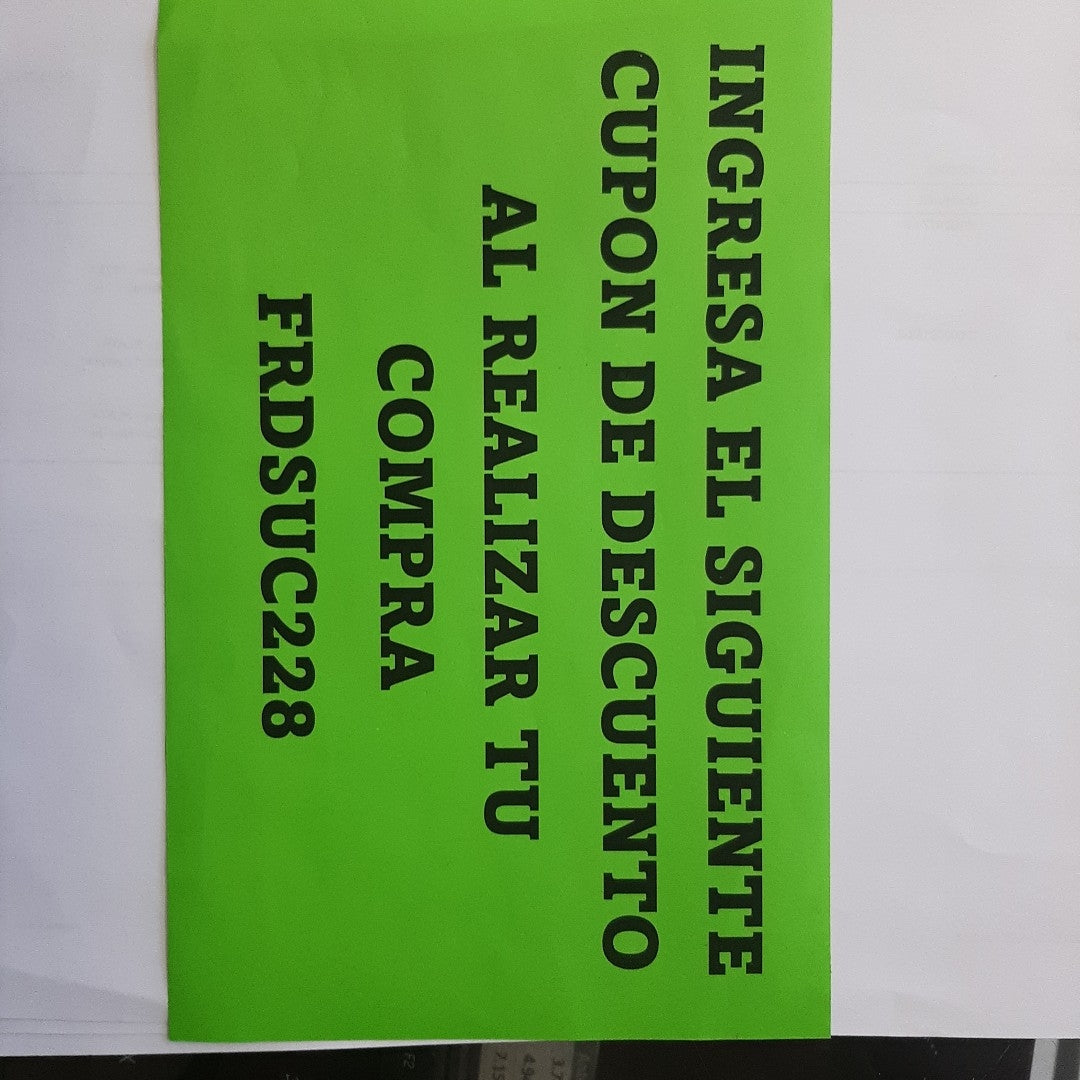 INGRESA EL SIGUIENTE
CUPON DE DESCUENTO
AL REALIZAR TU
COMPRA
FRDSUC228